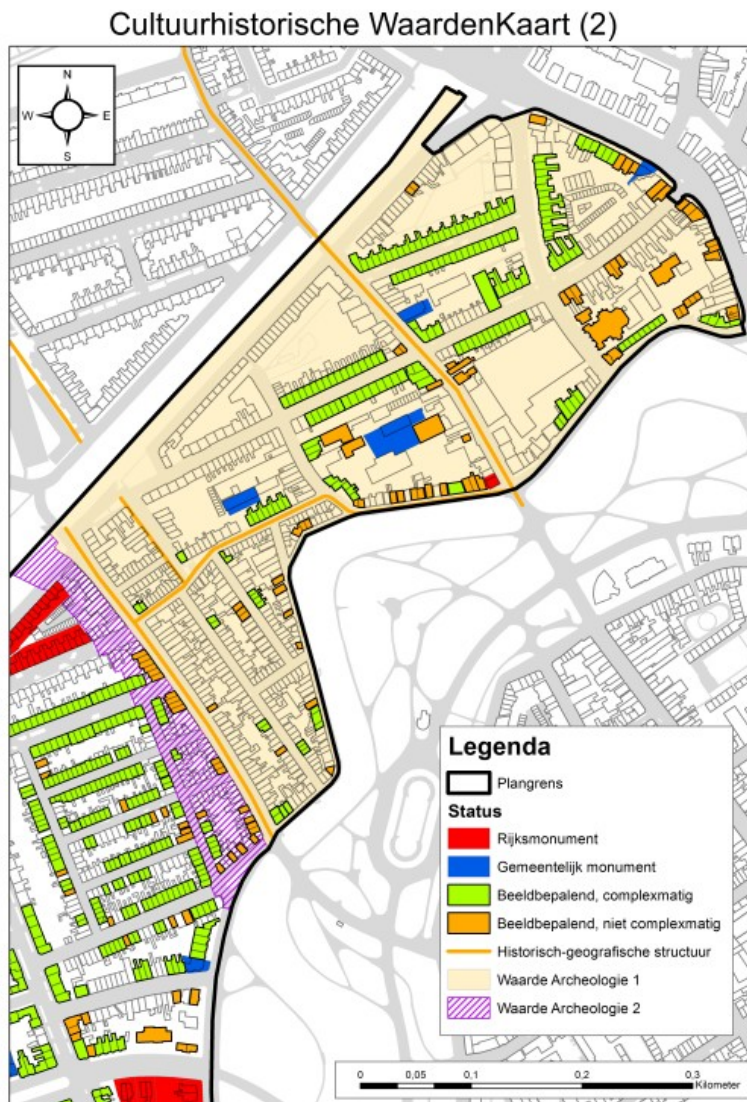 Cultuurhistorische WaardenKaart (2)
N
W E
S
Legenda
Plangrens
Status
Rijksmonument
Gemeentelijk monument
Beeldbepalend, complexmatig
Beeldbepalend, niet complexmatig
Historisch-geografische structuur
Waarde Archeologie 1
Waarde Archeologie 2
0 0,05 0,1 0,2 0,3
Kilometer